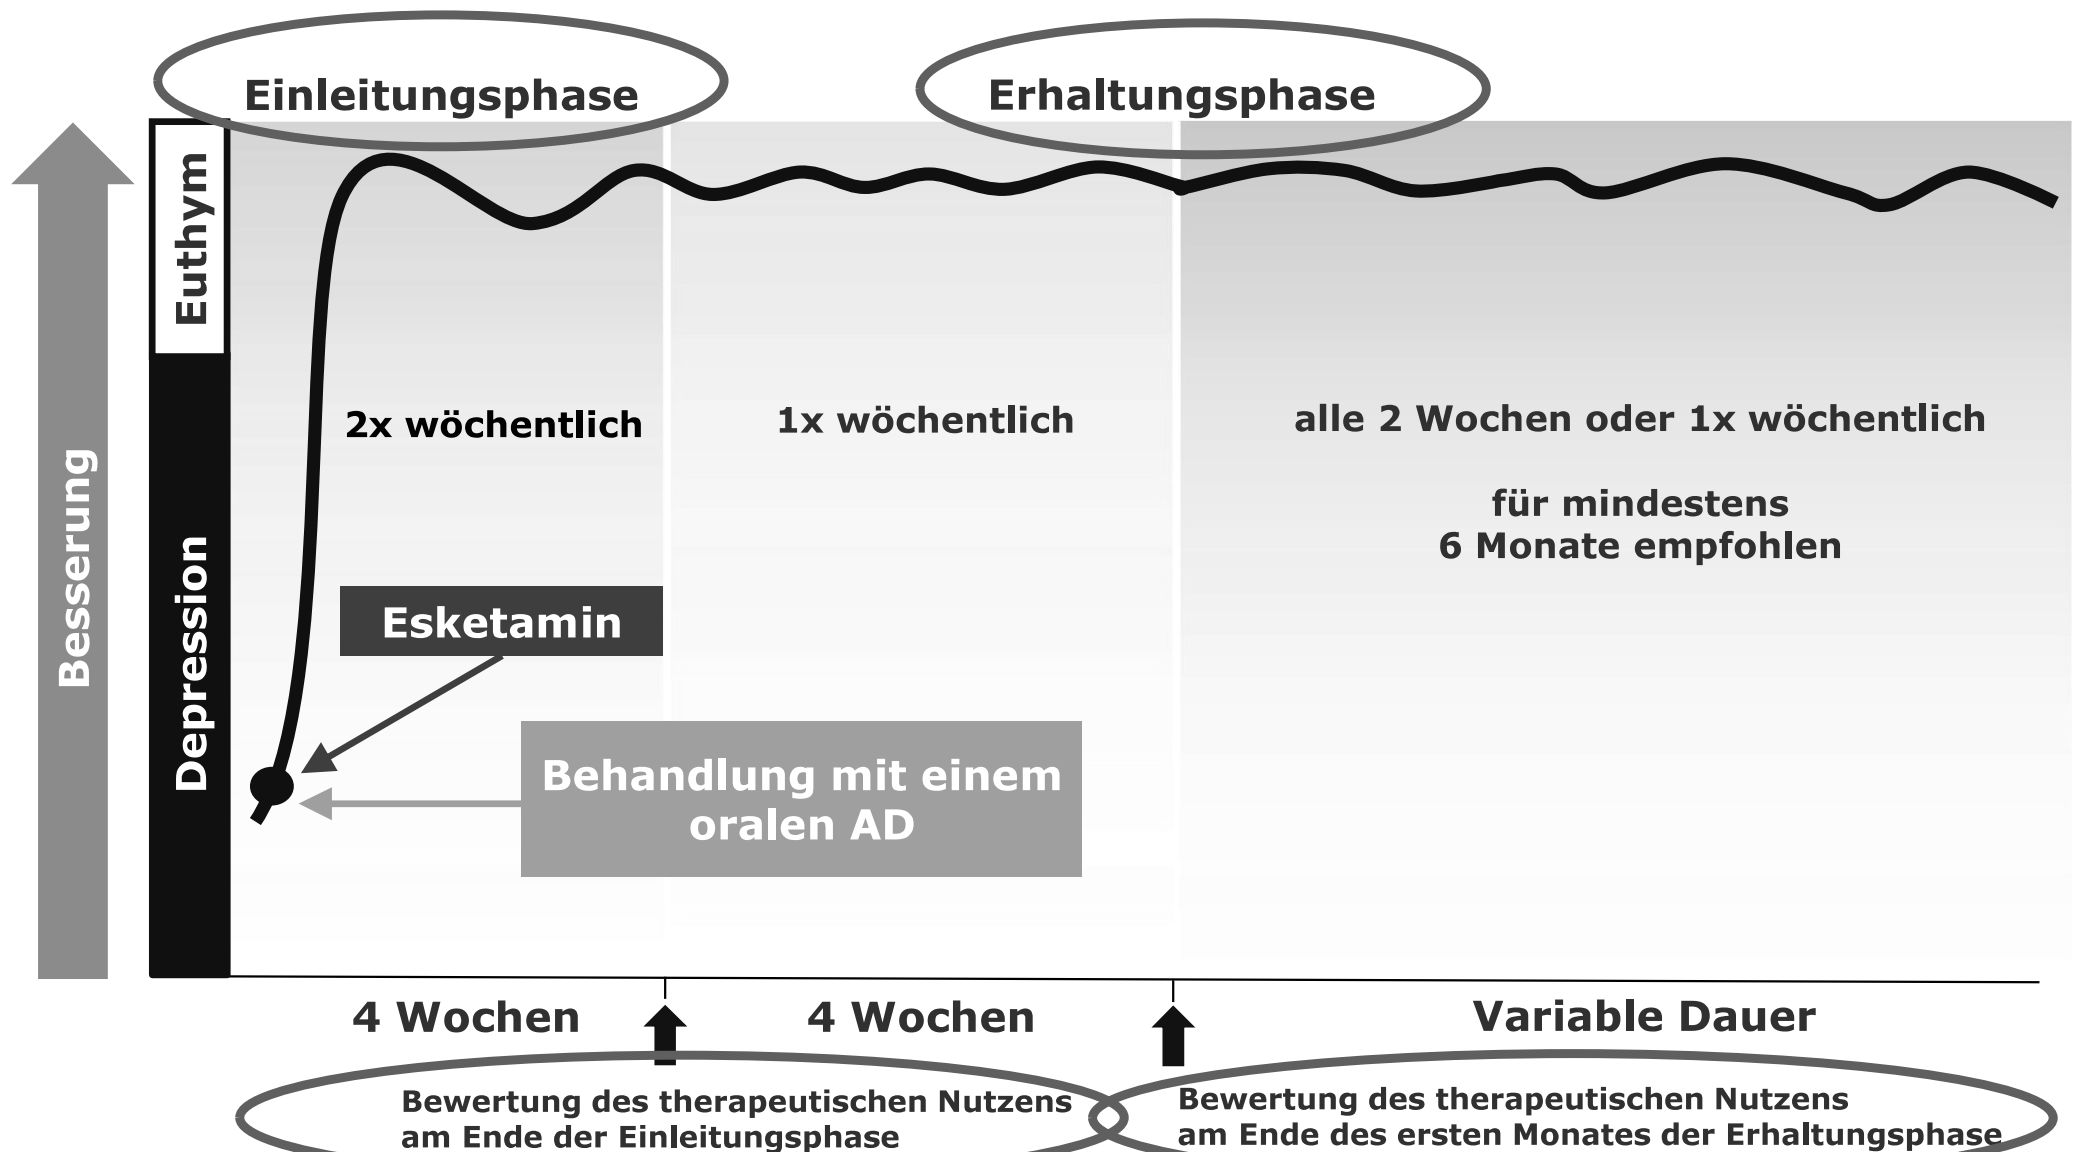 Einleitungsphase
Erhaltungsphase
Besserung
Euthym
Depression
2x wöchentlich
1x wöchentlich
alle 2 Wochen oder 1x wöchentlich
für mindestens
6 Monate empfohlen
Esketamin
Behandlung mit einem
oralen AD
4 Wochen
4 Wochen
Variable Dauer
Bewertung des therapeutischen Nutzens
am Ende der Einleitungsphase
Bewertung des therapeutischen Nutzens
am Ende des ersten Monates der Erhaltungsphase